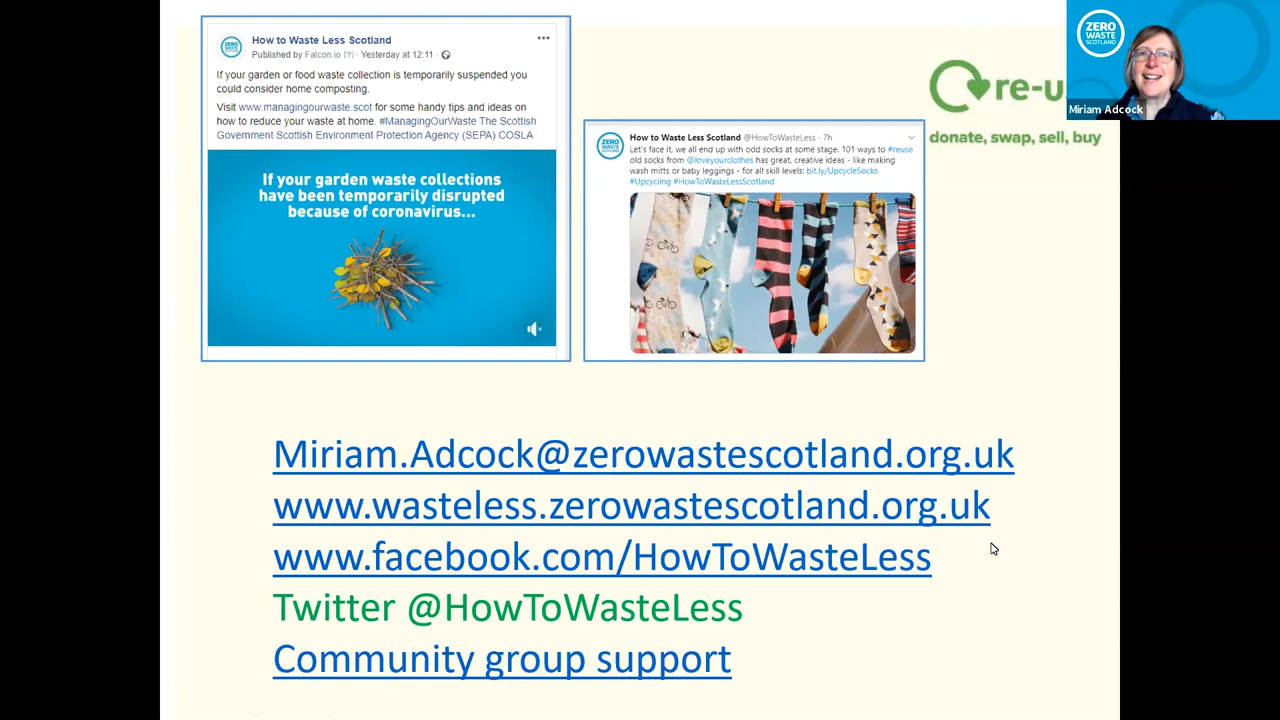 How to Waste Less Scotland
Published by Falcon.io [?] · Yesterday at 12:11 ·
If your garden or food waste collection is temporarily suspended you
could consider home composting.
Visit www.managingourwaste.scot for some handy tips and ideas on
how to reduce your waste at home. #ManagingOurWaste The Scottish
Government Scottish Environment Protection Agency (SEPA) COSLA
ZERO
WASTE
SCOTLAND
If your garden waste collections
have been temporarily disrupted
because of coronavirus...
How to Waste Less Scotland @HowToWasteLess · 7h
Let's face it, we all end up with odd socks at some stage. 101 ways to #reuse
old socks from @loveyourclothes has great, creative ideas - like making
wash mitts or baby leggings - for all skill levels: bit.ly/UpcycleSocks
#Upcycling #HowToWasteLessScotland
ZERO
WASTE
re-u
donate, swap, sell, buy
ZERO
WASTE
SCOTLAND
Miriam Adcock
Miriam.Adcock@zerowastescotland.org.uk
www.wasteless.zerowastescotland.org.uk
www.facebook.com/HowToWasteLess
Twitter @HowToWasteLess
Community group support